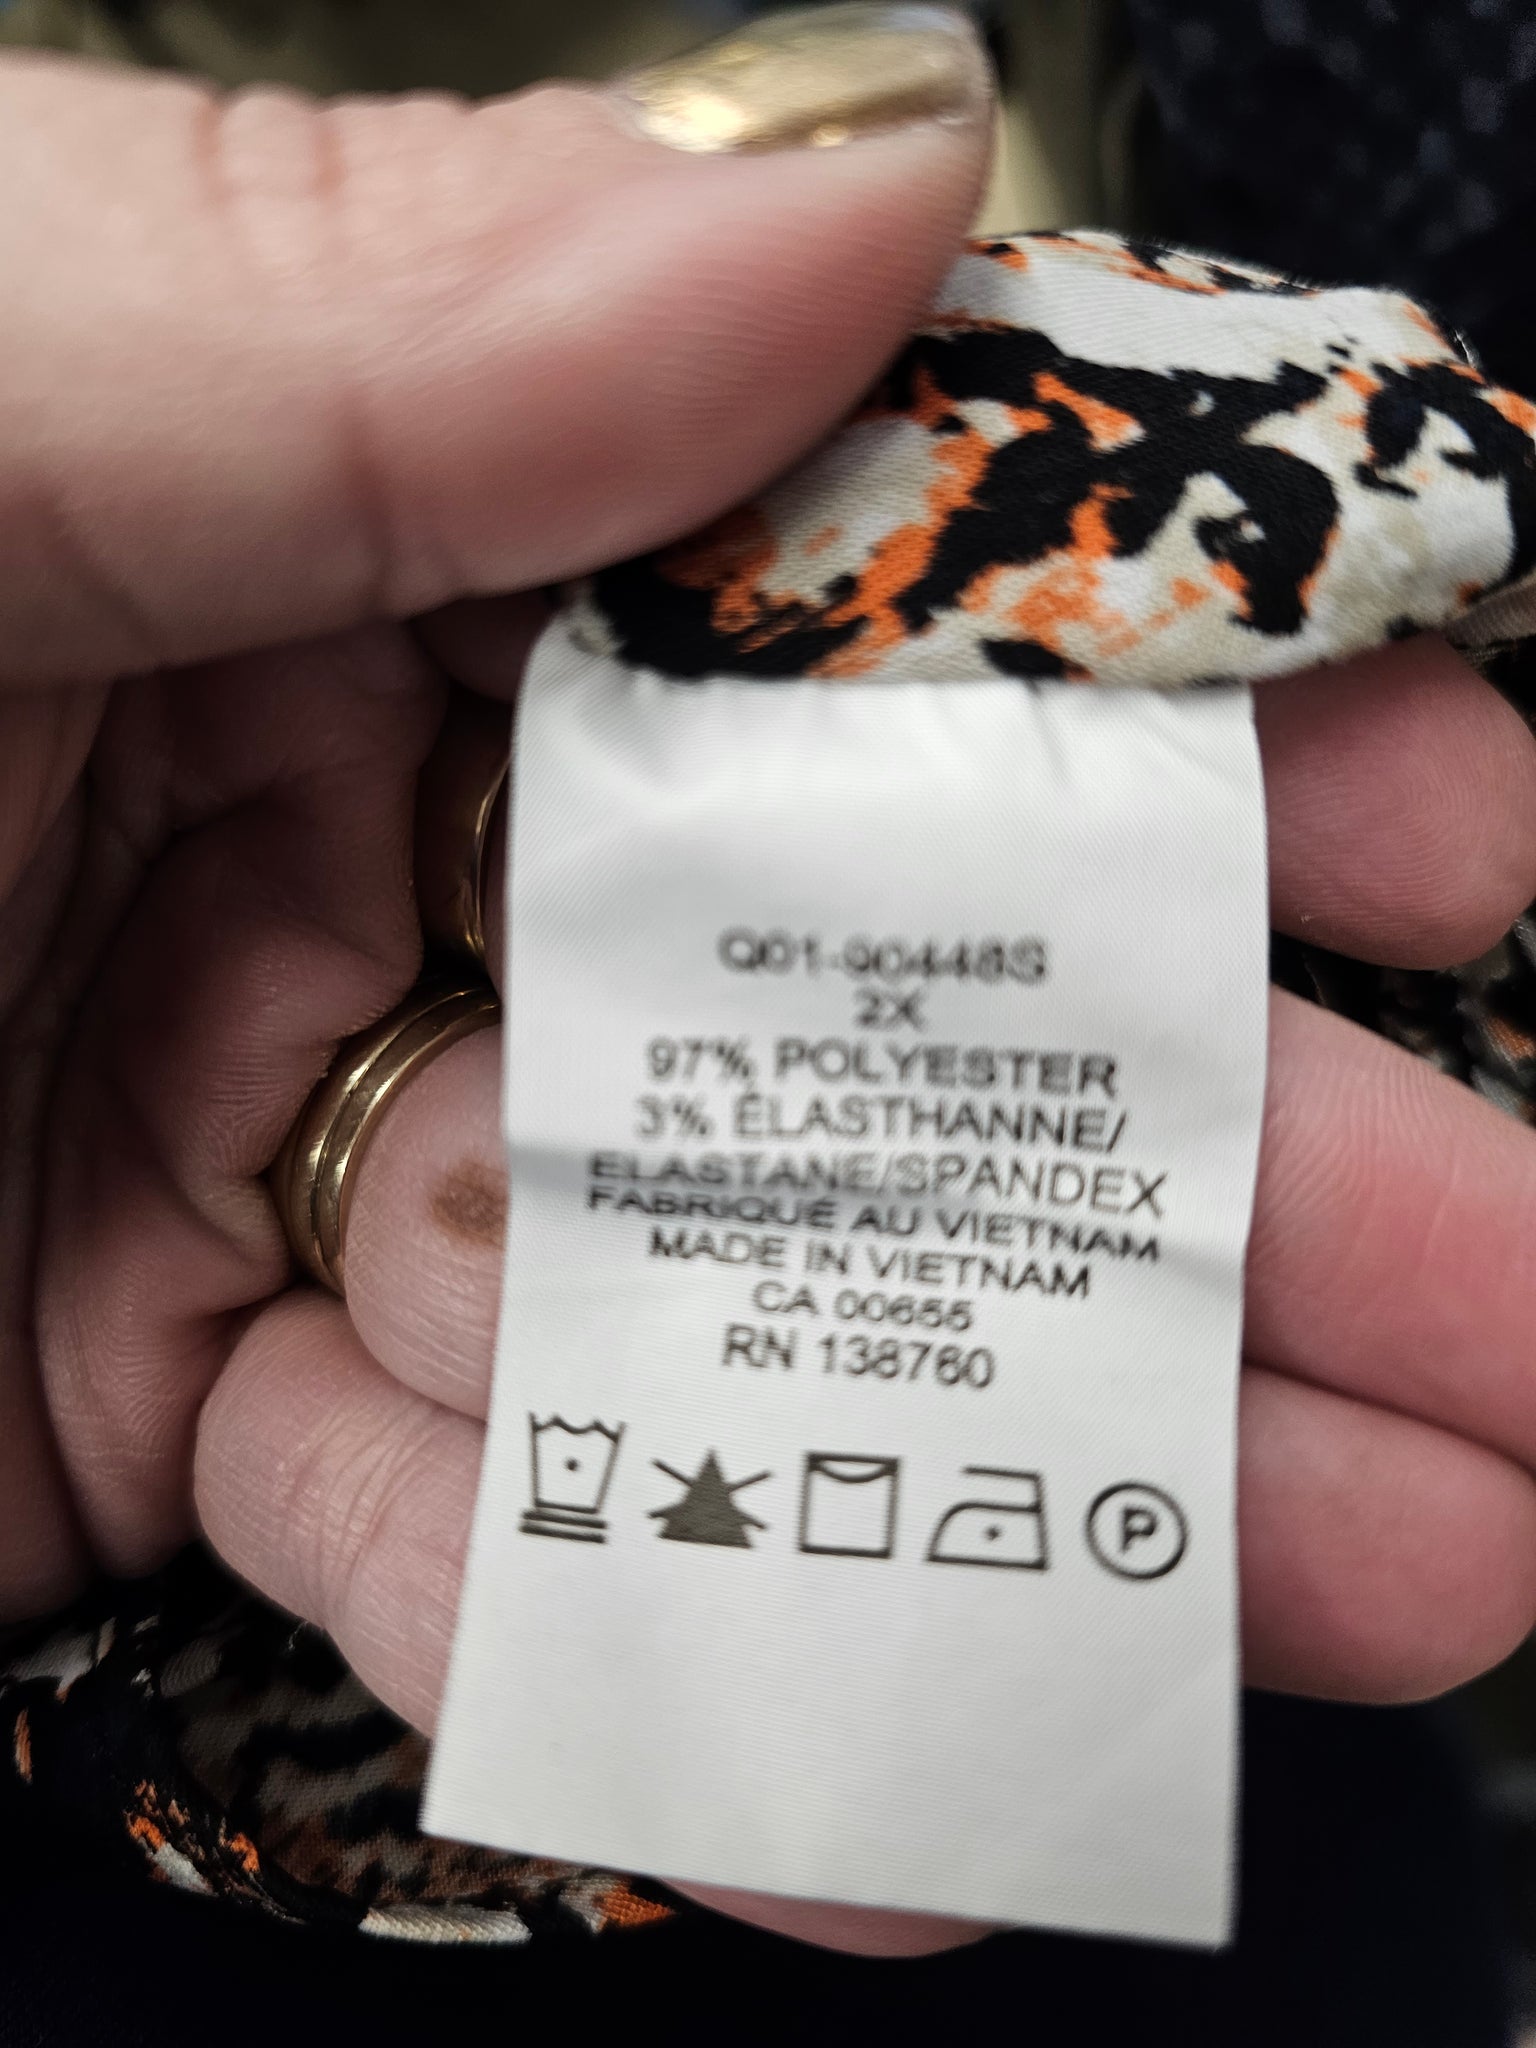 Q01-90448S
2X
97% POLYESTER
3% ÉLASTHANNE/
ELASTANE/SPANDEX
FABRIQUÉ AU VIETNAM
MADE IN VIETNAM
CA 00655
RN 138760
P